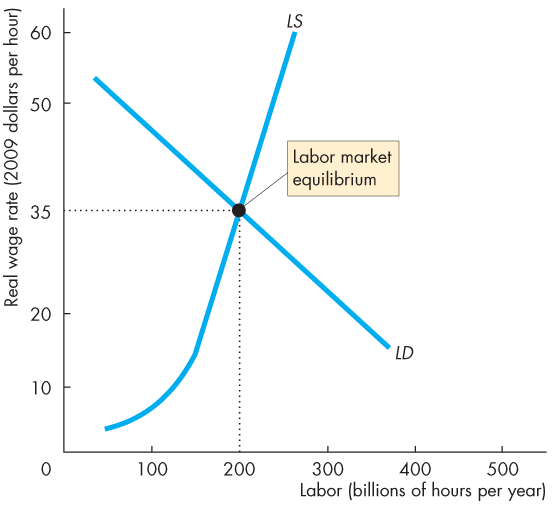 Real wage rate (2009 dollars per hour)
60
50
35
20
10
0
LS
Labor market
equilibrium
LD
100
200
300
400
500
Labor (billions of hours per year)